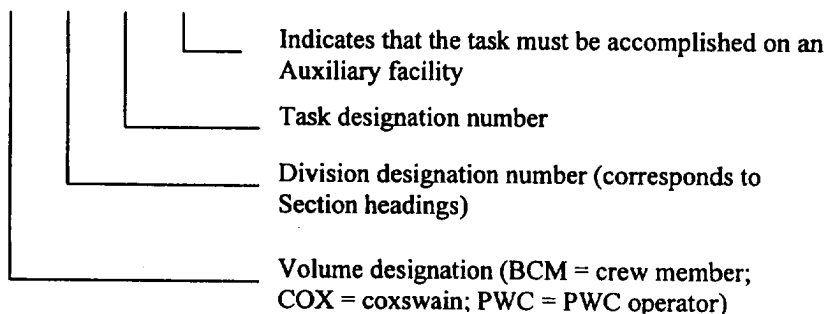 Indicates that the task must be accomplished on an
Auxiliary facility
Task designation number
Division designation number (corresponds to
Section headings)
Volume designation (BCM = crew member;
COX = coxswain; PWC = PWC operator)